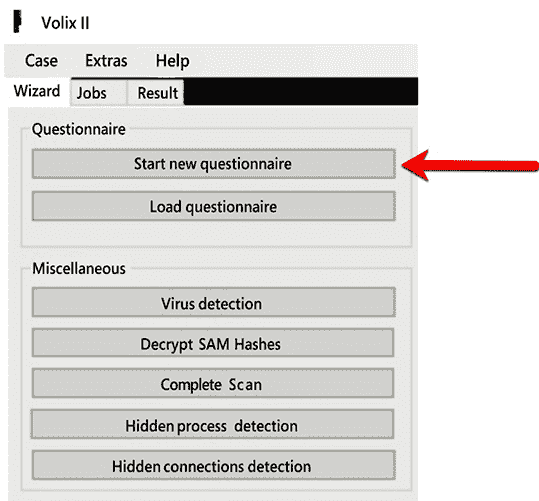 Volix II
Case Extras Help
Wizard Jobs Result
Questionnaire
Start new questionnaire
Load questionnaire
Miscellaneous
Virus detection
Decrypt SAM Hashes
Complete Scan
Hidden process detection
Hidden connections detection